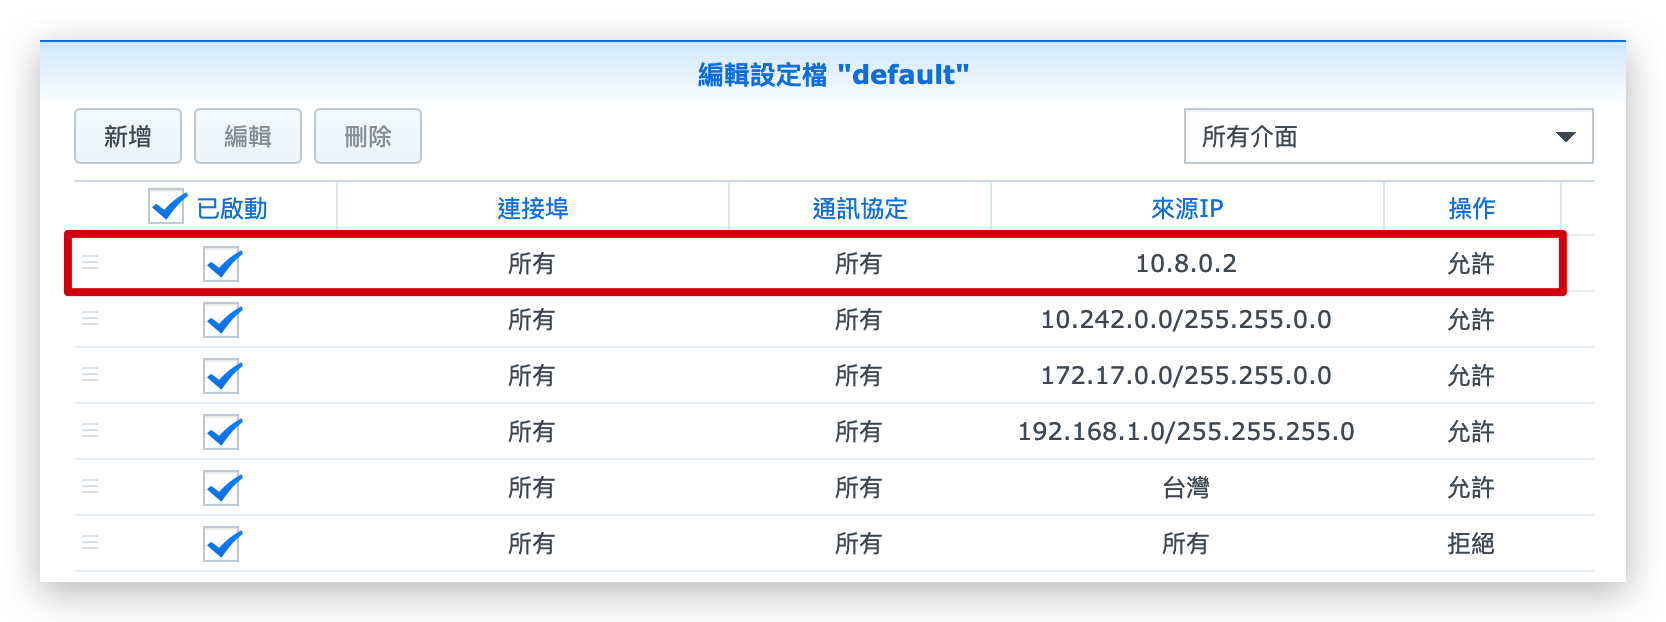 編輯設定檔 "default"
新增 編輯 刪除 所有介面
已啟動 連接埠 通訊協定 來源IP 操作
所有 所有 10.8.0.2 允許
所有 所有 10.242.0.0/255.255.0.0 允許
所有 所有 172.17.0.0/255.255.0.0 允許
所有 所有 192.168.1.0/255.255.255.0 允許
所有 所有 台灣 允許
所有 所有 所有 拒絕